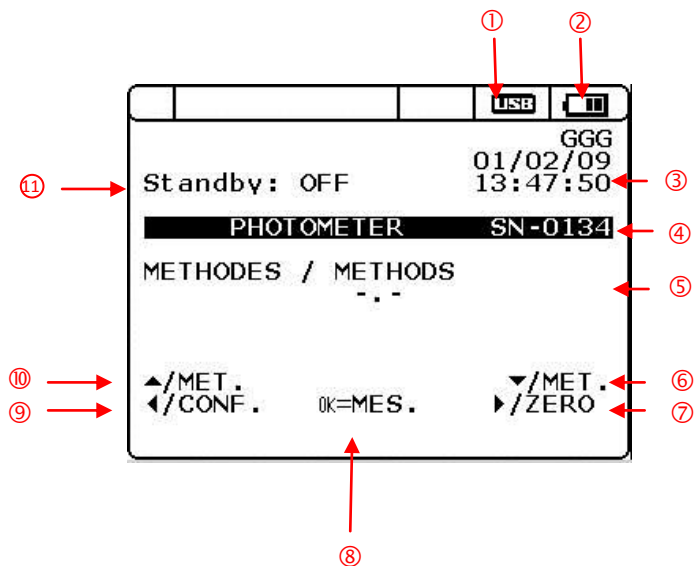 ① ②
USB
GGG
01/02/09
⑪ Standby: OFF 13:47:50 ③
PHOTOMETER SN-0134 ④
METHODES / METHODS ⑤
-.-
⑩ ▲/MET. ▼/MET. ⑥
⑨ ◀/CONF. OK=MES. ▶/ZERO ⑦
⑧